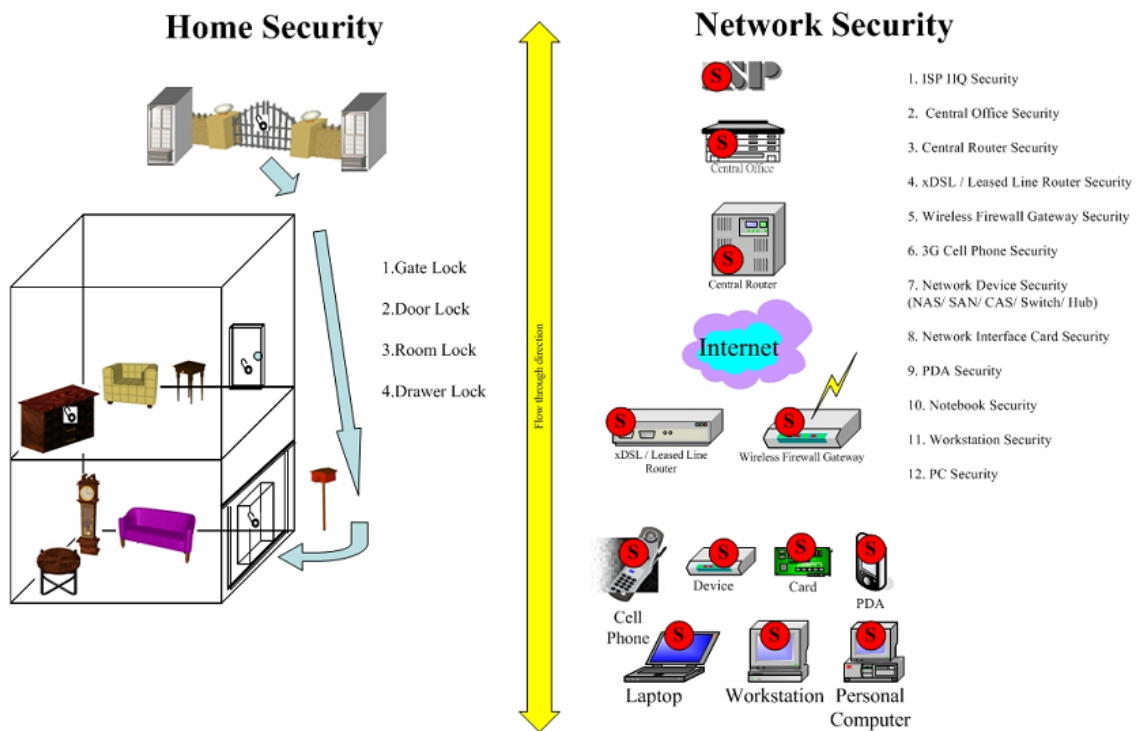 Home Security
1.Gate Lock
2.Door Lock
3.Room Lock
4.Drawer Lock
Flow through direction
Network Security
S SP
S
Central Office
S
Central Router
Internet
S
xDSL / Leased Line
Router
S
Wireless Firewall Gateway
S
Cell
Phone
S
Device
S
Card
S
PDA
S
Laptop
S
Workstation
S
Personal
Computer
1. ISP HQ Security
2. Central Office Security
3. Central Router Security
4. xDSL / Leased Line Router Security
5. Wireless Firewall Gateway Security
6. 3G Cell Phone Security
7. Network Device Security
(NAS/ SAN/ CAS/ Switch/ Hub)
8. Network Interface Card Security
9. PDA Security
10. Notebook Security
11. Workstation Security
12. PC Security